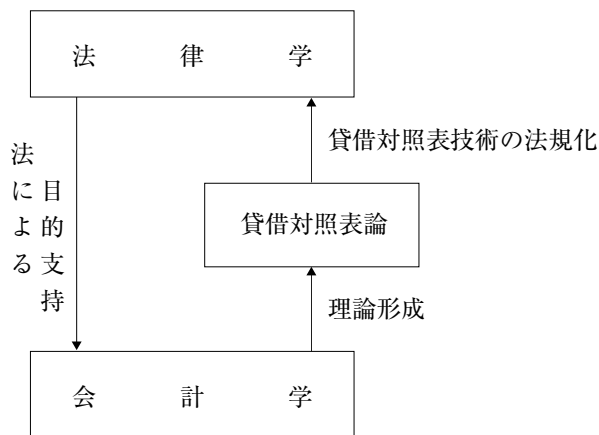 法律学
貸借対照表技術の法規化
法による
目的支持
貸借対照表論
理論形成
会計学